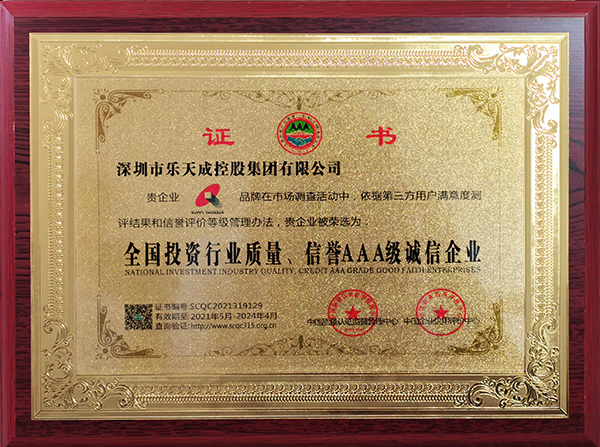 证 AAA 书
深圳市乐天成控股集团有限公司
贵企业 品牌在市场调查活动中，依据第三方用户满意度测
评结果和信誉评价等级管理办法，贵企业被荣选为：
全国投资行业质量、信誉AAA级诚信企业
NATIONAL INVESTMENT INDUSTRY QUALITY, CREDIT AAA GRADE GOOD FAITH ENTERPRISES
证书编号:SCQC2021319129
有效期至:2021年5月-2024年4月
查询验证:http://www.scqc315.org.cn